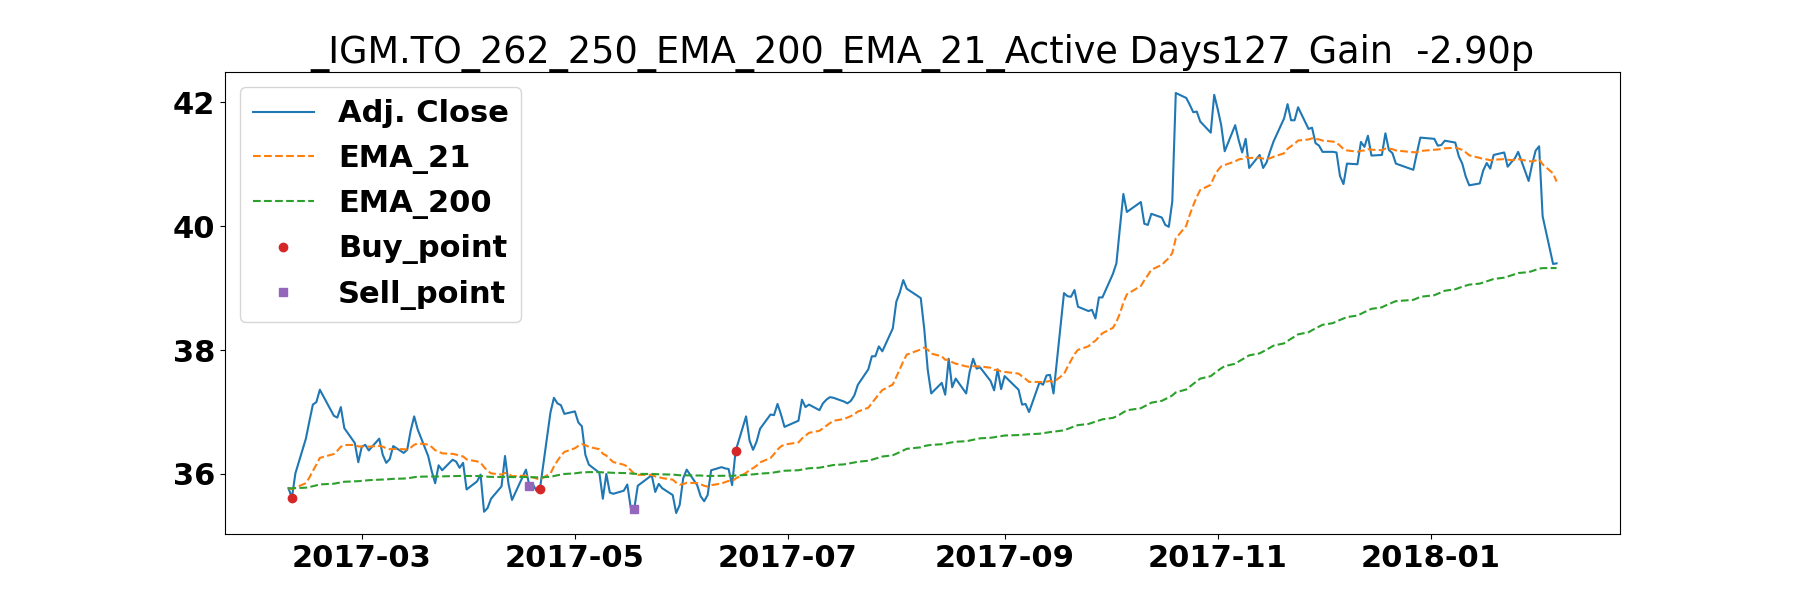 _IGM.TO_262_250_EMA_200_EMA_21_Active Days127_Gain  -2.90p
Adj. Close
EMA_21
EMA_200
Buy_point
Sell_point
42
40
38
36
2017-03
2017-05
2017-07
2017-09
2017-11
2018-01